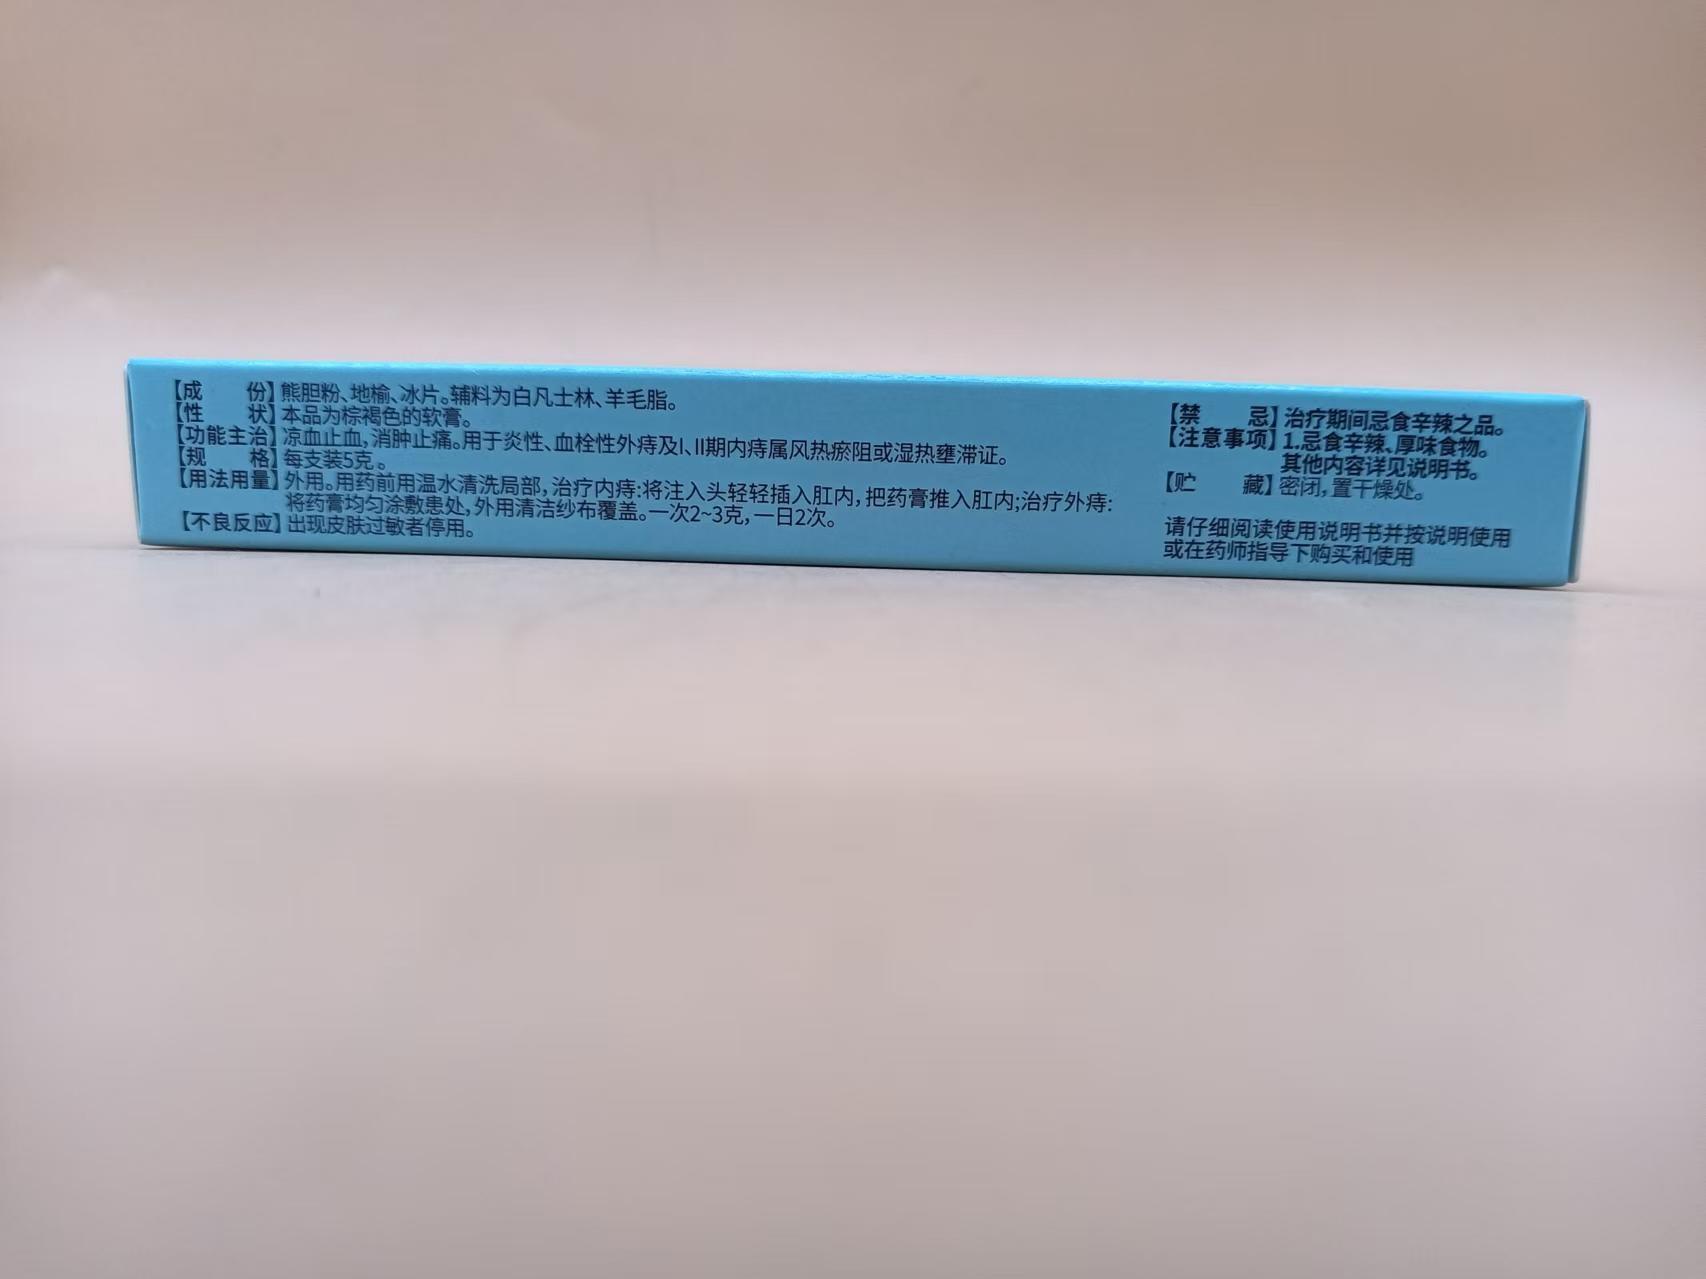 【成 份】熊胆粉、地榆、冰片。辅料为白凡士林、羊毛脂。
【性 状】本品为棕褐色的软膏。
【功能主治】凉血止血,消肿止痛。用于炎性、血栓性外痔及I、II期内痔属风热瘀阻或湿热壅滞证。
【规 格】每支装5克。
【用法用量】外用。用药前用温水清洗局部,治疗内痔:将注入头轻轻插入肛内,把药膏推入肛内;治疗外痔:
将药膏均匀涂敷患处,外用清洁纱布覆盖。一次2~3克,一日2次。
【不良反应】出现皮肤过敏者停用。
【禁 忌】治疗期间忌食辛辣之品。
【注意事项】1.忌食辛辣、厚味食物。
其他内容详见说明书。
【贮 藏】密闭,置干燥处。
请仔细阅读使用说明书并按说明使用
或在药师指导下购买和使用